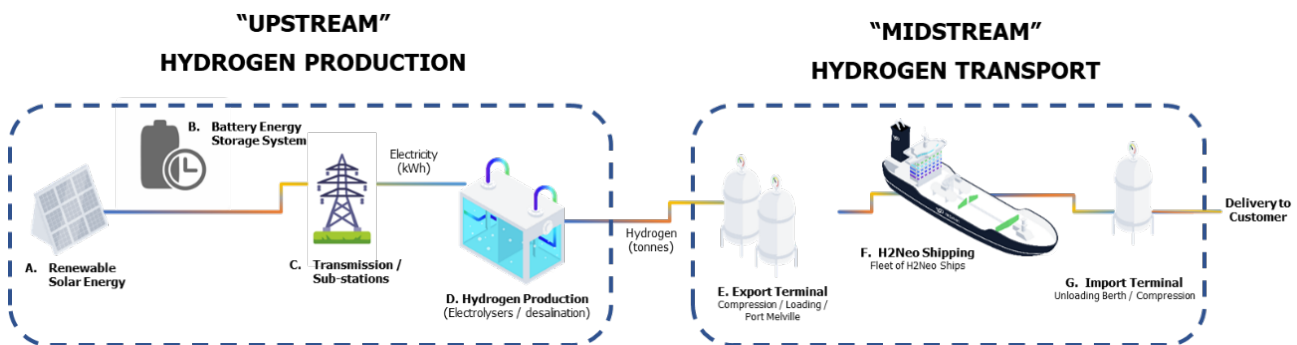 “UPSTREAM”
HYDROGEN PRODUCTION
“MIDSTREAM”
HYDROGEN TRANSPORT
B. Battery Energy
Storage System
Electricity
(kWh)
A. Renewable
Solar Energy
C. Transmission /
Sub-stations
D. Hydrogen Production
(Electrolysers / desalination)
Hydrogen
(tonnes)
E. Export Terminal
Compression / Loading /
Port Melville
F. H2Neo Shipping
Fleet of H2Neo Ships
G. Import Terminal
Unloading Berth / Compression
Delivery to
Customer